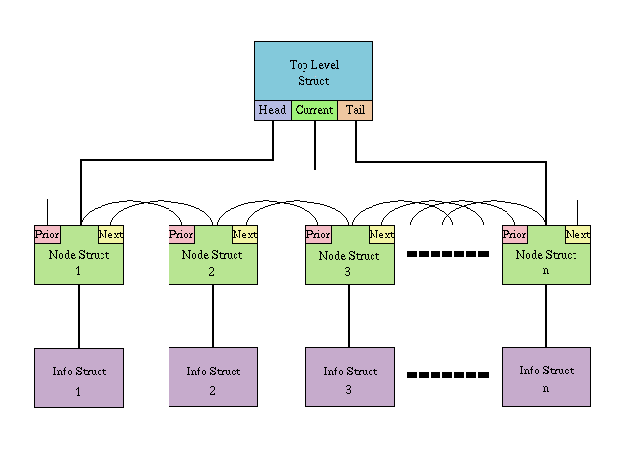 Top Level
Struct
Head Current Tail
Prior Next Prior Next Prior Next Prior Next
Node Struct Node Struct Node Struct Node Struct
1 2 3 n
Info Struct Info Struct Info Struct Info Struct
1 2 3 n